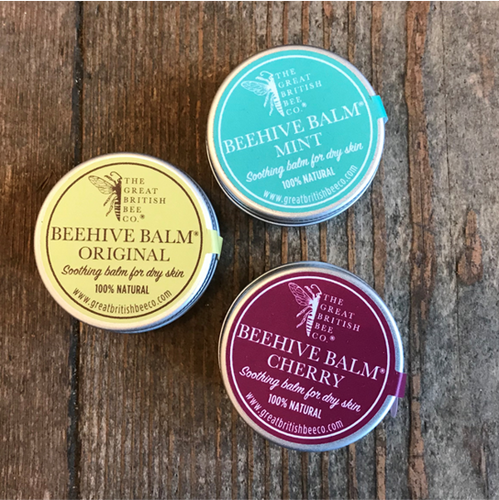 THE
GREAT
BRITISH
BEE
CO.®
BEEHIVE BALM®
MINT
Soothing balm for dry skin
100% NATURAL
www.greatbritishbeeco.com
THE
GREAT
BRITISH
BEE
CO.®
BEEHIVE BALM®
ORIGINAL
Soothing balm for dry skin
100% NATURAL
www.greatbritishbeeco.com
THE
GREAT
BRITISH
BEE
CO.®
BEEHIVE BALM®
CHERRY
Soothing balm for dry skin
100% NATURAL
www.greatbritishbeeco.com